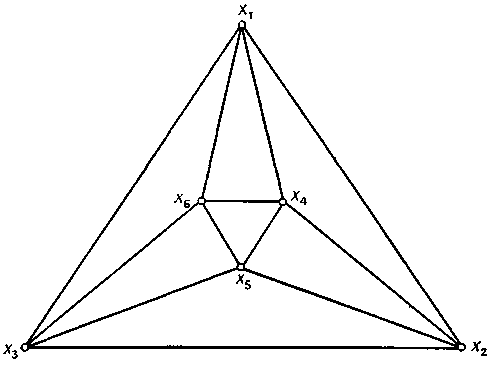 X₁
X₆ X₄
X₅
X₃ X₂